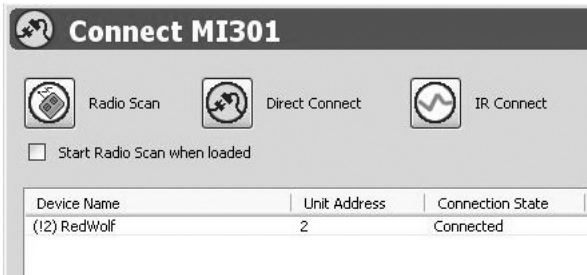 Connect MI301
Radio Scan Direct Connect IR Connect
Start Radio Scan when loaded
Device Name Unit Address Connection State
(!2) RedWolf 2 Connected